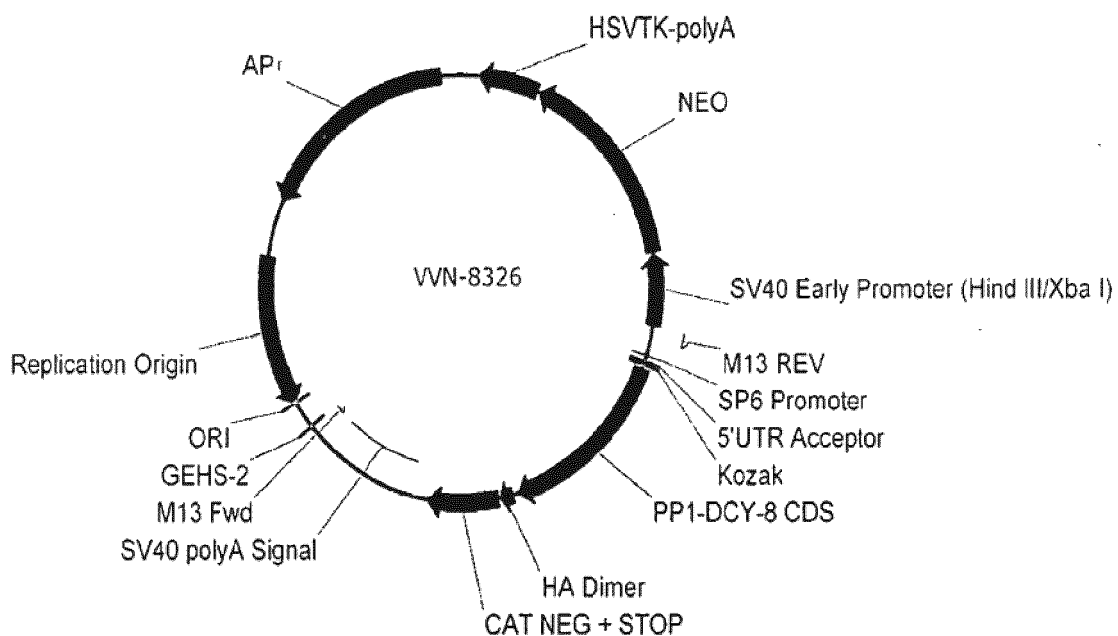 HSVTK-polyA
APr
NEO
VVN-8326
SV40 Early Promoter (Hind III/Xba I)
M13 REV
Replication Origin
SP6 Promoter
5'UTR Acceptor
ORI
GEHS-2
Kozak
M13 Fwd
PP1-DCY-8 CDS
SV40 polyA Signal
HA Dimer
CAT NEG + STOP